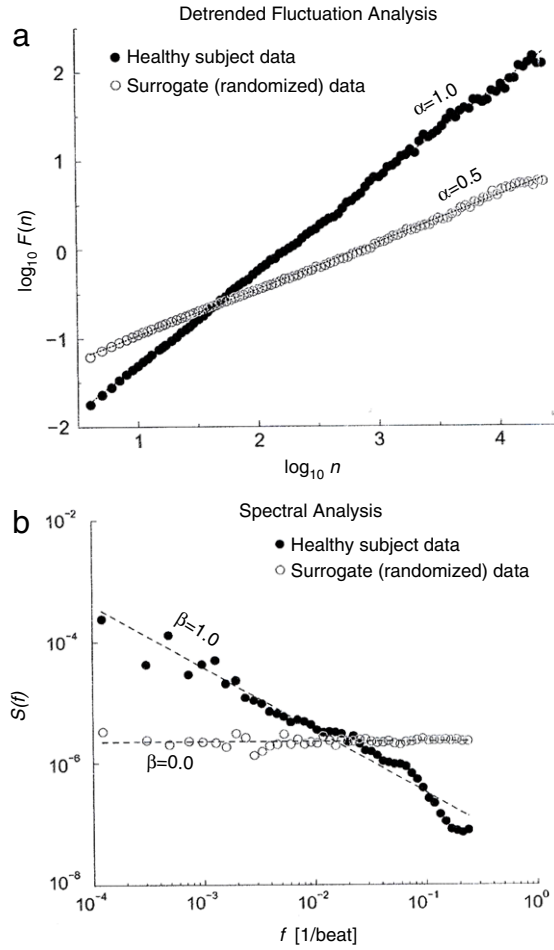 Detrended Fluctuation Analysis
a
Healthy subject data
Surrogate (randomized) data
α=1.0
α=0.5
2
1
0
−1
−2
log₁₀ F(n)
1
2
3
4
log₁₀ n
b
Spectral Analysis
Healthy subject data
Surrogate (randomized) data
β=1.0
β=0.0
10⁻²
10⁻⁴
10⁻⁶
10⁻⁸
S(f)
10⁻⁴
10⁻³
10⁻²
10⁻¹
10⁰
f [1/beat]